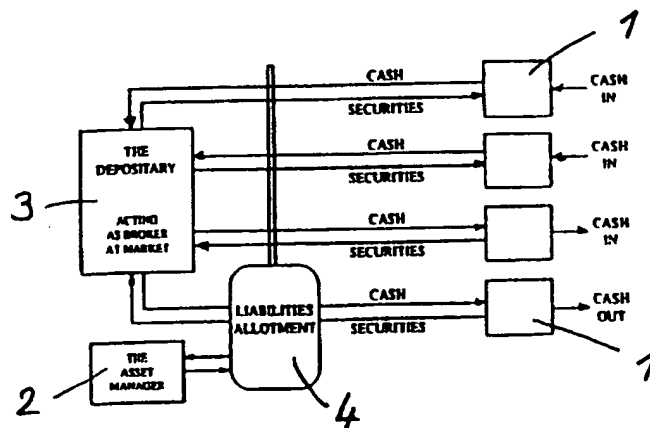 1
CASH
SECURITIES
CASH
IN
THE
DEPOSITARY
CASH
SECURITIES
CASH
IN
3
ACTING
AS BROKER
AT MARKET
CASH
SECURITIES
CASH
IN
LIABILITIES
ALLOTMENT
CASH
SECURITIES
CASH
OUT
2
THE
ASSET
MANAGER
4
1